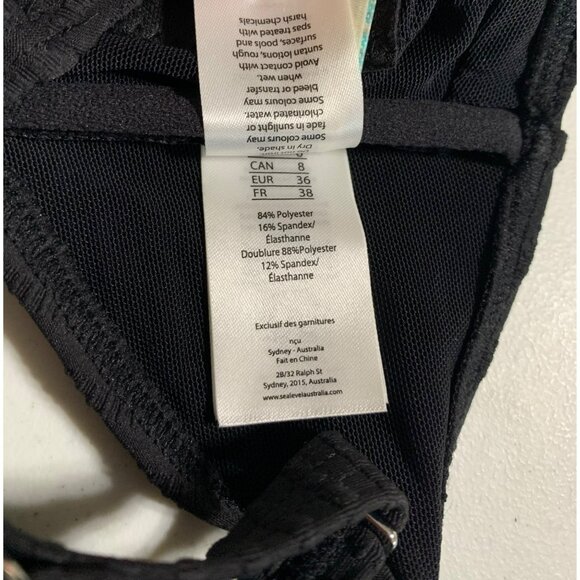 harsh chemicals
spas treated with
surfaces, pools and
suntan lotions, rough
Avoid contact with
when wet.
bleed or transfer
Some colours may
chlorinated water.
fade in sunlight or
Some colours may
Dry in shade.
CAN 8
EUR 36
FR 38
84% Polyester
16% Spandex/
Élasthanne
Doublure 88%Polyester
12% Spandex/
Élasthanne
Exclusif des garnitures
nçu
Sydney - Australia
Fait en Chine
2B/32 Ralph St
Sydney, 2015, Australia
www.sealevelaustralia.com